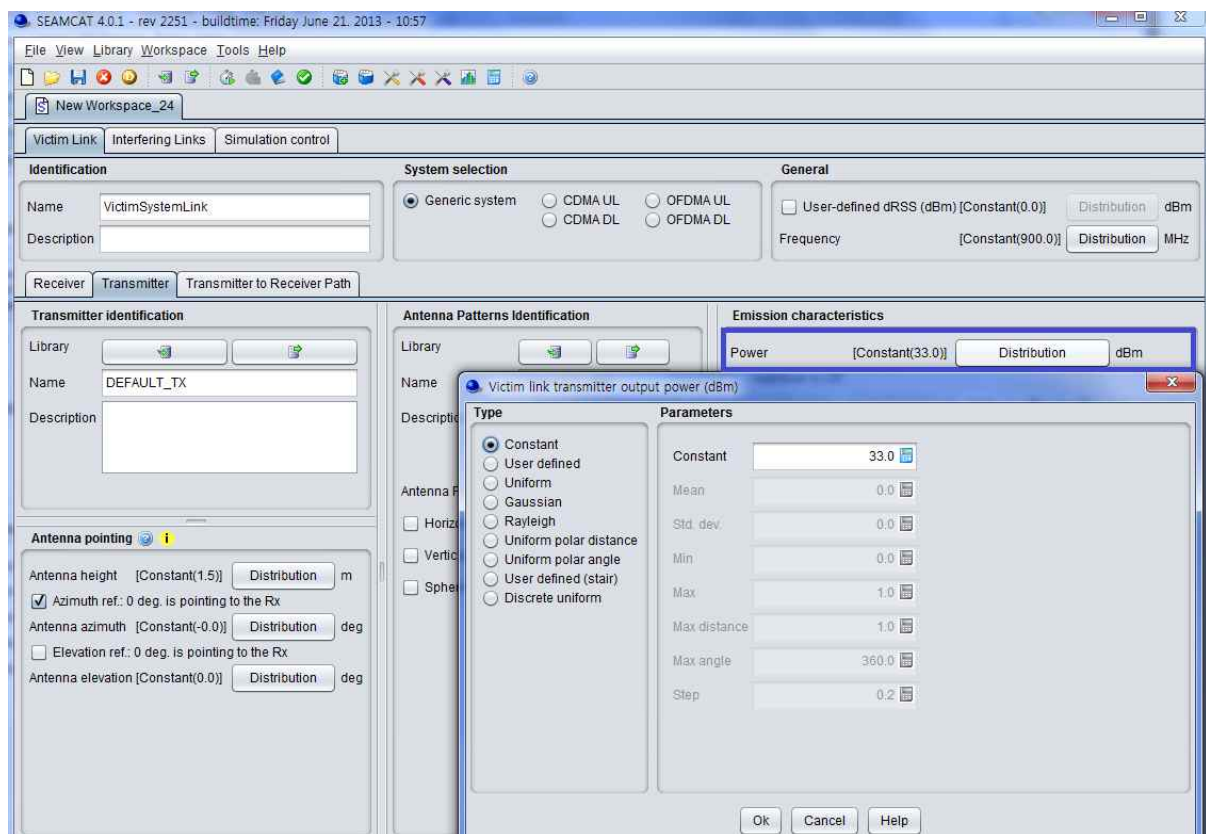 SEAMCAT 4.0.1 - rev 2251 - buildtime: Friday June 21. 2013 - 10:57
File View Library Workspace Tools Help
New Workspace_24
Victim Link Interfering Links Simulation control
Identification
Name VictimSystemLink
Description
System selection
Generic system CDMA UL OFDMA UL
CDMA DL OFDMA DL
General
User-defined dRSS (dBm) [Constant(0.0)] Distribution dBm
Frequency [Constant(900.0)] Distribution MHz
Receiver Transmitter Transmitter to Receiver Path
Transmitter identification
Library
Name DEFAULT_TX
Description
Antenna pointing
Antenna height [Constant(1.5)] Distribution m
Azimuth ref.: 0 deg. is pointing to the Rx
Antenna azimuth [Constant(-0.0)] Distribution deg
Elevation ref.: 0 deg. is pointing to the Rx
Antenna elevation [Constant(0.0)] Distribution deg
Antenna Patterns Identification
Library
Name
Descriptio
Antenna
Horiz
Vertic
Spher
Emission characteristics
Power [Constant(33.0)] Distribution dBm
Victim link transmitter output power (dBm)
Type
Constant
User defined
Uniform
Gaussian
Rayleigh
Uniform polar distance
Uniform polar angle
User defined (stair)
Discrete uniform
Parameters
Constant 33.0
Mean 0.0
Std. dev. 0.0
Min 0.0
Max 1.0
Max distance 1.0
Max angle 360.0
Step 0.2
Ok Cancel Help